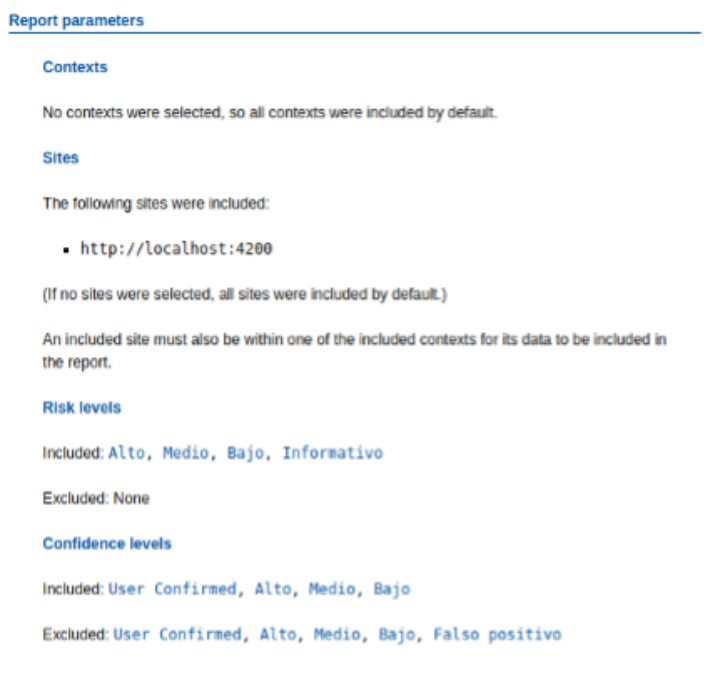 Report parameters
Contexts
No contexts were selected, so all contexts were included by default.
Sites
The following sites were included:
▪ http://localhost:4200
(If no sites were selected, all sites were included by default.)
An included site must also be within one of the included contexts for its data to be included in
the report.
Risk levels
Included: Alto, Medio, Bajo, Informativo
Excluded: None
Confidence levels
Included: User Confirmed, Alto, Medio, Bajo
Excluded: User Confirmed, Alto, Medio, Bajo, Falso positivo